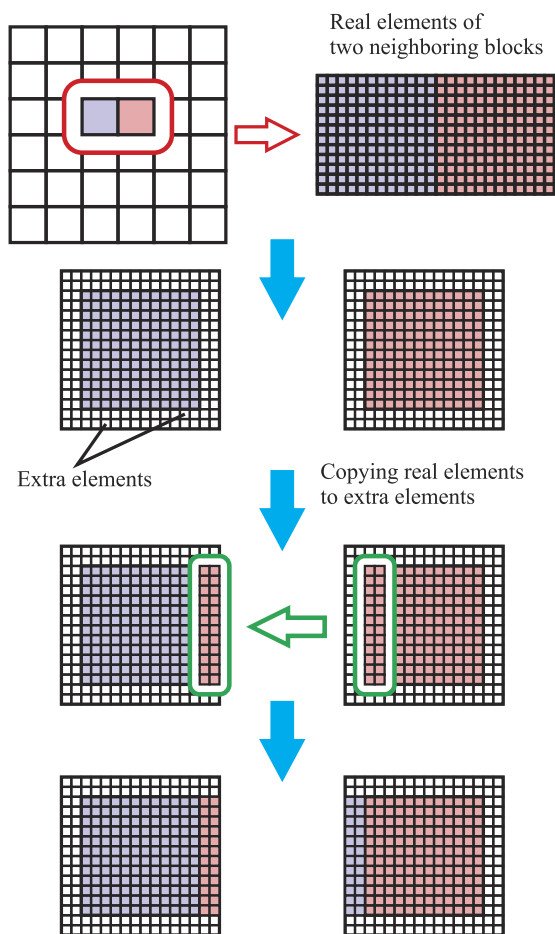 Real elements of
two neighboring blocks
Extra elements
Copying real elements
to extra elements